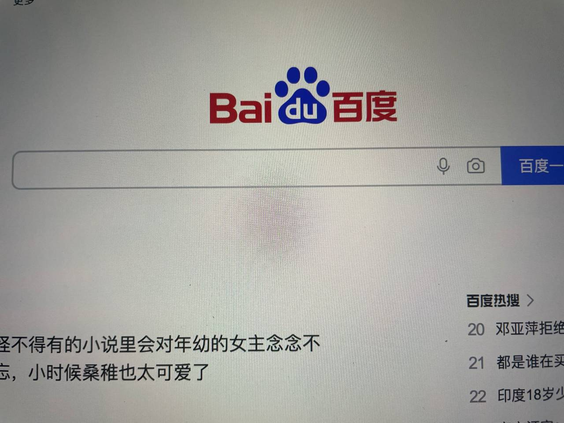 更多
Bai du 百度
百度一
怪不得有的小说里会对年幼的女主念念不
忘，小时候桑稚也太可爱了
百度热搜 >
20 邓亚萍拒绝
21 都是谁在买
22 印度18岁少